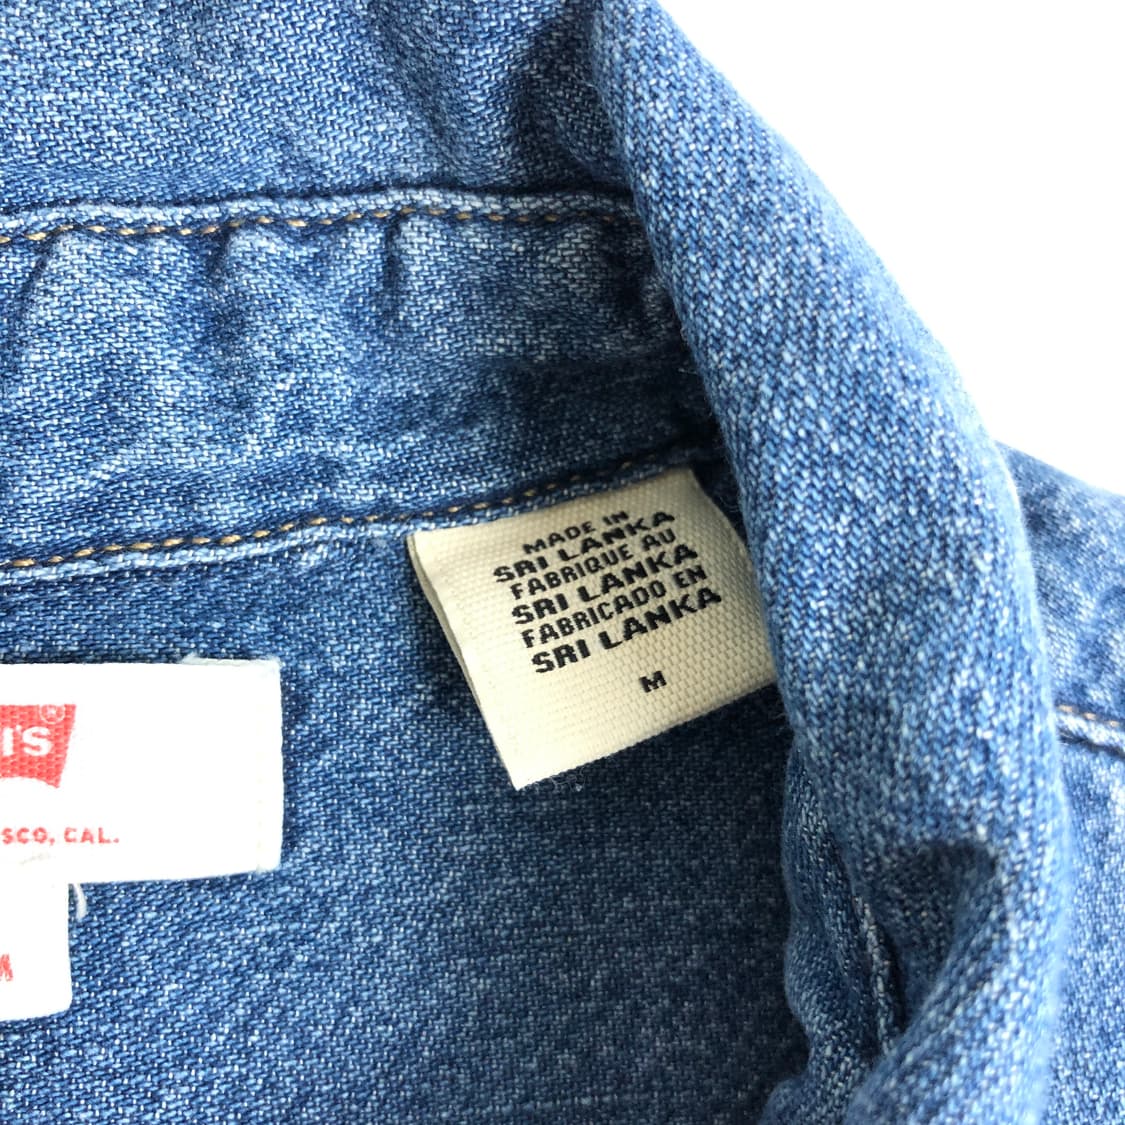 MADE IN
SRI LANKA
FABRIQUE AU
SRI LANKA
FABRICADO EN
SRI LANKA
M
I'S®
SCO, CAL.
M